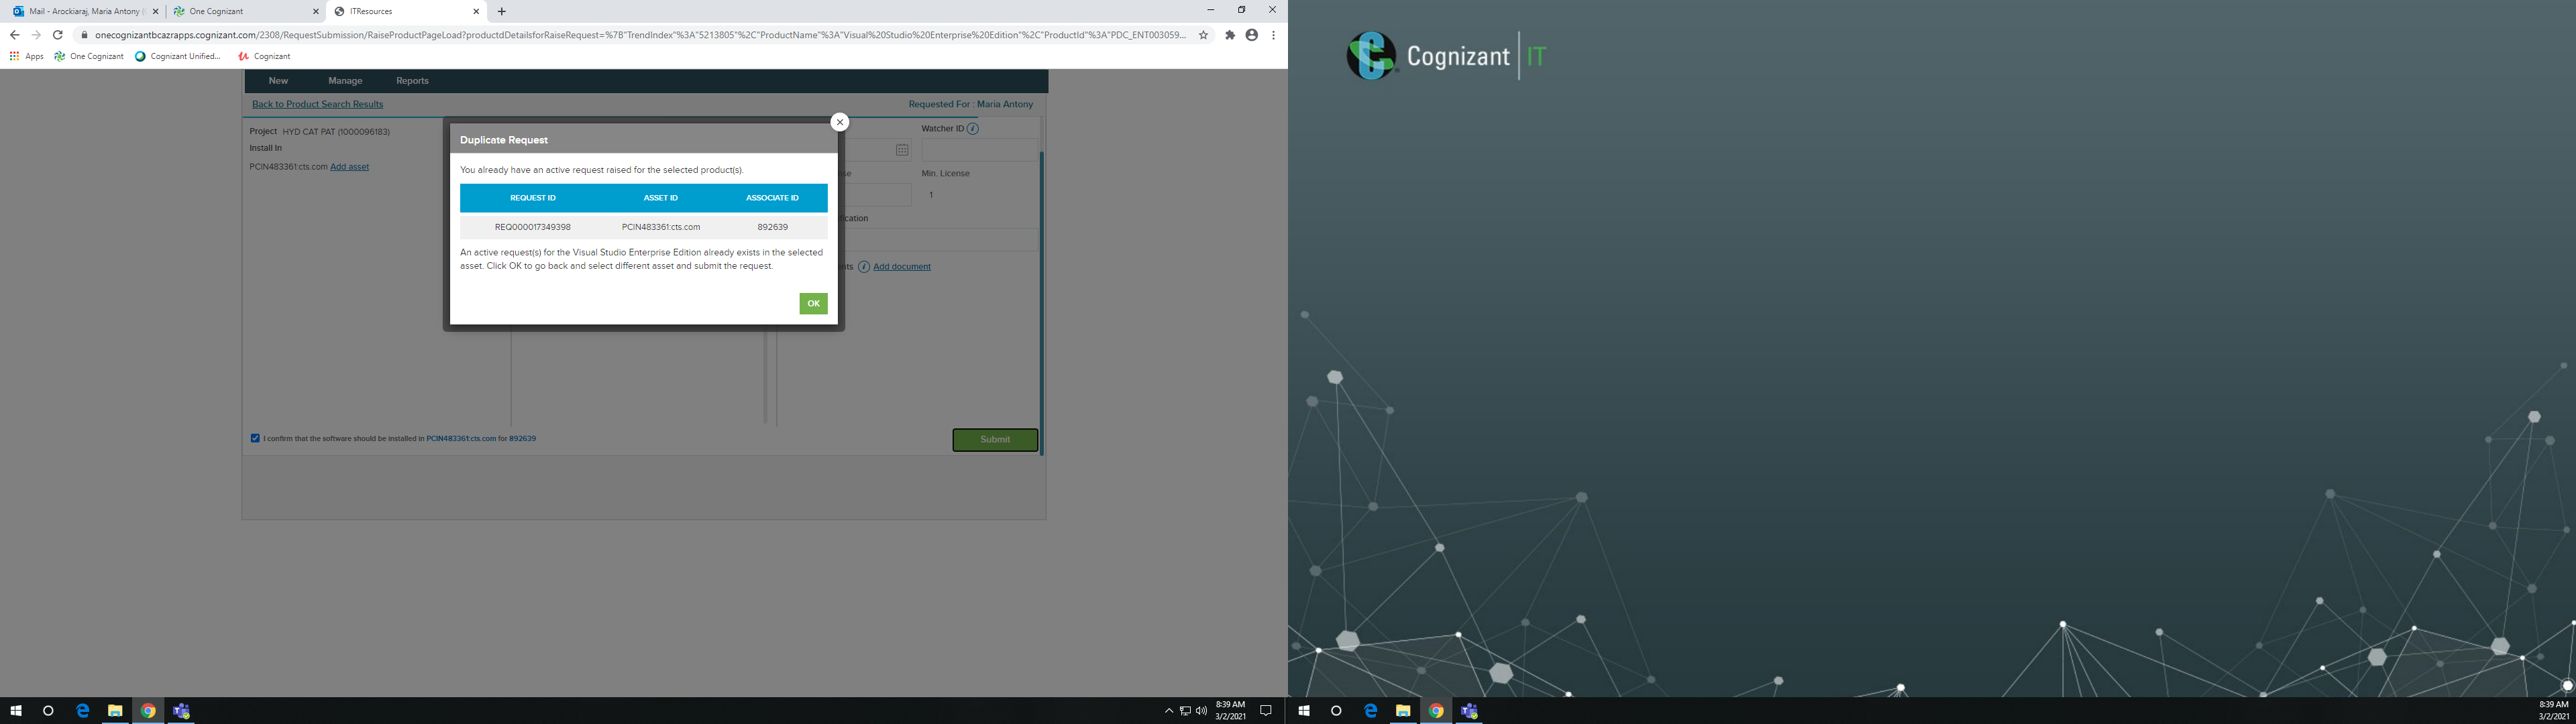 Mail - Arockiaraj, Maria Antony (
One Cognizant
ITResources
onecognizantbcazrapps.cognizant.com/2308/RequestSubmission/RaiseProductPageLoad?productdDetailsforRaiseRequest=%7B"TrendIndex"%3A"5213805"%2C"ProductName"%3A"Visual%20Studio%20Enterprise%20Edition"%2C"ProductId"%3A"PDC_ENT003059...
Apps
One Cognizant
Cognizant Unified...
Cognizant
Cognizant IT
New
Manage
Reports
Back to Product Search Results
Requested For : Maria Antony
Project HYD CAT PAT (1000096183)
Watcher ID
Install In
PCIN483361:cts.com Add asset
Min. License
1
Duplicate Request
You already have an active request raised for the selected product(s).
REQUEST ID ASSET ID ASSOCIATE ID
REQ000017349398 PCIN483361:cts.com 892639
An active request(s) for the Visual Studio Enterprise Edition already exists in the selected
asset. Click OK to go back and select different asset and submit the request.
OK
Add document
I confirm that the software should be installed in PCIN483361:cts.com for 892639
Submit
8:39 AM
3/2/2021
8:39 AM
3/2/2021